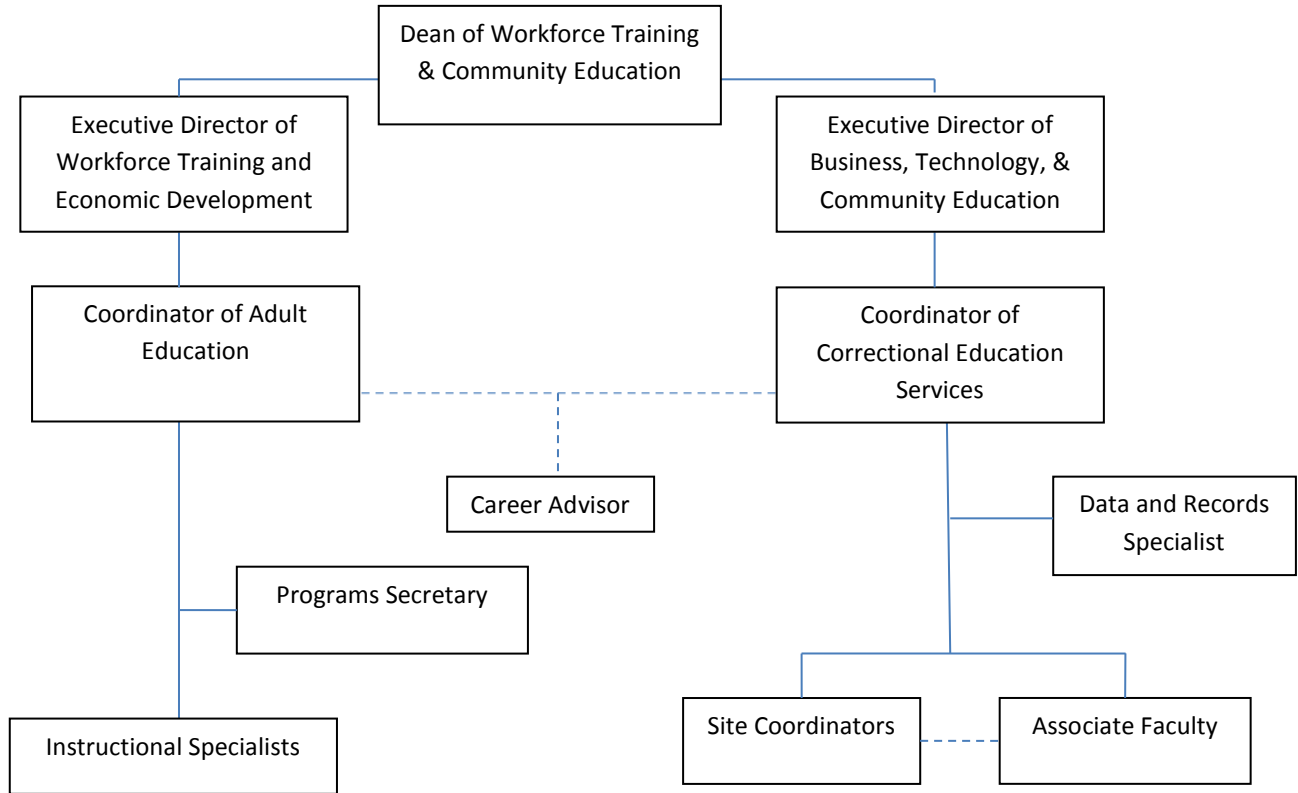 Dean of Workforce Training
& Community Education
Executive Director of
Workforce Training and
Economic Development
Executive Director of
Business, Technology, &
Community Education
Coordinator of Adult
Education
Coordinator of
Correctional Education
Services
Career Advisor
Data and Records
Specialist
Programs Secretary
Instructional Specialists
Site Coordinators
Associate Faculty